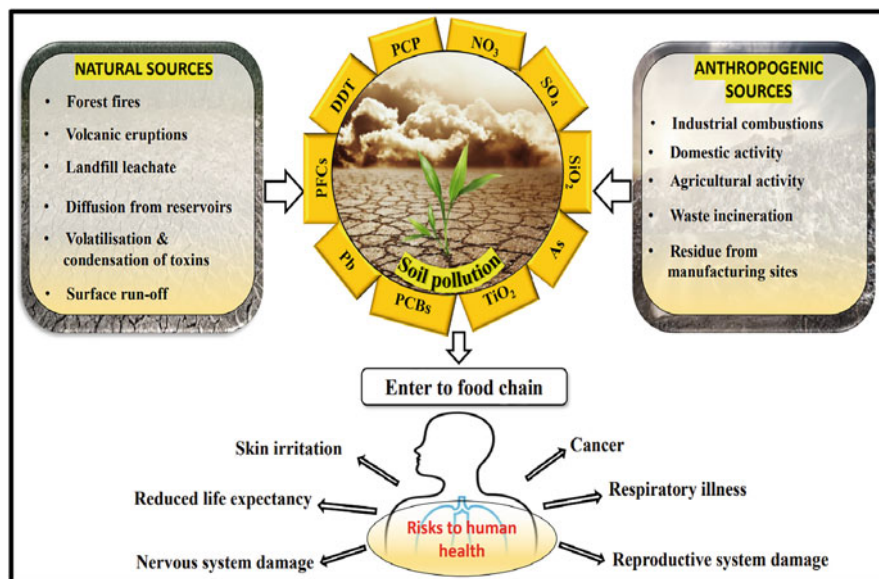 NATURAL SOURCES
• Forest fires
• Volcanic eruptions
• Landfill leachate
• Diffusion from reservoirs
• Volatilisation &
condensation of toxins
• Surface run-off
PFCs
DDT
PCP
NO₃
SO₄
SiO₂
As
TiO₂
PCBs
Pb
Soil pollution
ANTHROPOGENIC
SOURCES
• Industrial combustions
• Domestic activity
• Agricultural activity
• Waste incineration
• Residue from
manufacturing sites
Enter to food chain
Skin irritation
Cancer
Reduced life expectancy
Respiratory illness
Risks to human
health
Nervous system damage
Reproductive system damage